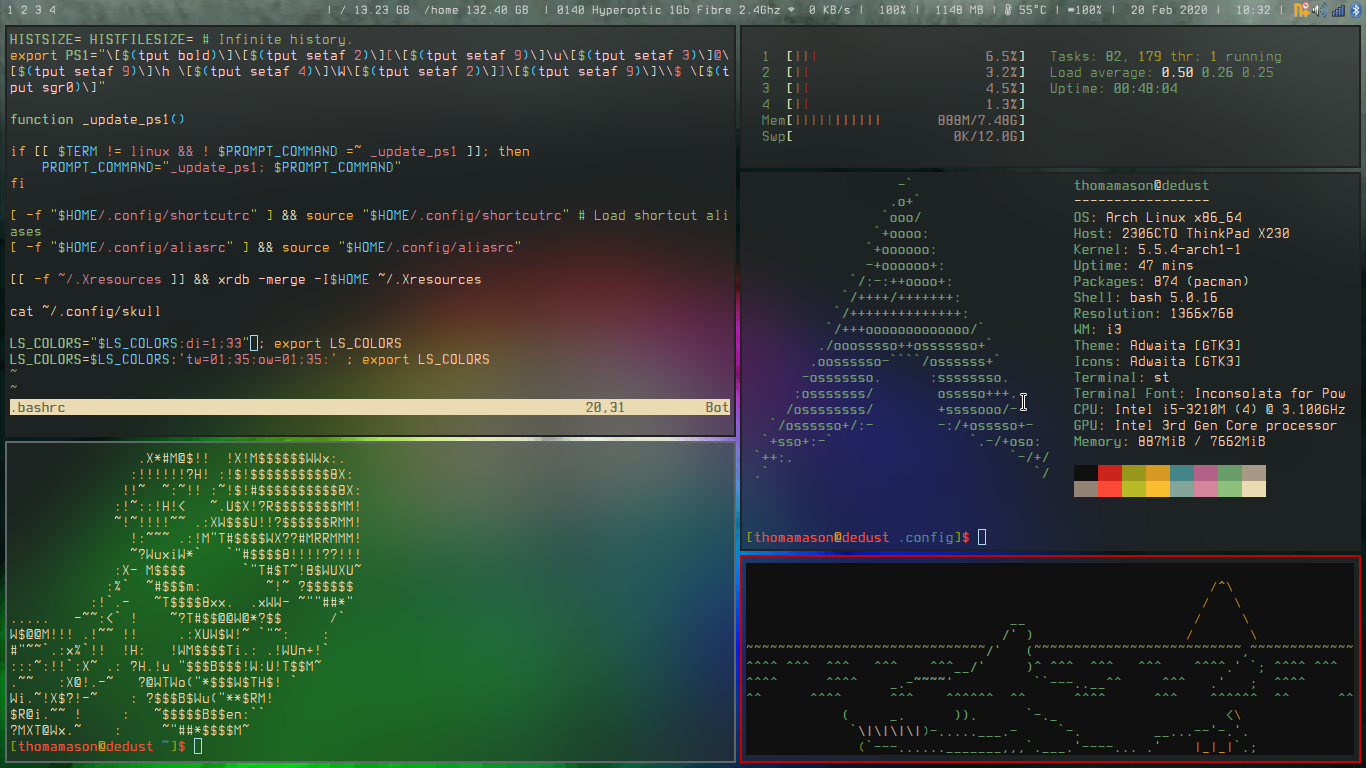 1 2 3 4
| / 13.23 GB /home 132.40 GB | 0140 Hyperoptic 1Gb Fibre 2.4Ghz 0 KB/s | 100% | 1148 MB | 55°C | =100% | 20 Feb 2020 | 10:32 |
HISTSIZE= HISTFILESIZE= # Infinite history.
export PS1="\[$(tput bold)\]\[$(tput setaf 2)\][\[$(tput setaf 9)\]\u\[$(tput setaf 3)\]@\
[$(tput setaf 9)\]\h \[$(tput setaf 4)\]\W\[$(tput setaf 2)\]]\[$(tput setaf 9)\]\\$ \[$(t
put sgr0)\]"
function _update_ps1()
if [[ $TERM != linux && ! $PROMPT_COMMAND =~ _update_ps1 ]]; then
PROMPT_COMMAND="_update_ps1; $PROMPT_COMMAND"
fi
[ -f "$HOME/.config/shortcutrc" ] && source "$HOME/.config/shortcutrc" # Load shortcut ali
ases
[ -f "$HOME/.config/aliasrc" ] && source "$HOME/.config/aliasrc"
[[ -f ~/.Xresources ]] && xrdb -merge -I$HOME ~/.Xresources
cat ~/.config/skull
LS_COLORS="$LS_COLORS:di=1;33"; export LS_COLORS
LS_COLORS=$LS_COLORS:'tw=01;35:ow=01;35:' ; export LS_COLORS
~
~
.bashrc 20,31 Bot
[thomamason@dedust ~]$
1 [||| 6.5%]
2 [|| 3.2%]
3 [|| 4.5%]
4 [|| 1.3%]
Mem[||||||||||| 888M/7.48G]
Swp[ 0K/12.0G]
Tasks: 82, 179 thr; 1 running
Load average: 0.50 0.26 0.25
Uptime: 00:48:04
thomamason@dedust
-----------------
OS: Arch Linux x86_64
Host: 2306CTO ThinkPad X230
Kernel: 5.5.4-arch1-1
Uptime: 47 mins
Packages: 874 (pacman)
Shell: bash 5.0.16
Resolution: 1366x768
WM: i3
Theme: Adwaita [GTK3]
Icons: Adwaita [GTK3]
Terminal: st
Terminal Font: Inconsolata for Pow
CPU: Intel i5-3210M (4) @ 3.100GHz
GPU: Intel 3rd Gen Core processor
Memory: 887MiB / 7662MiB
[thomamason@dedust .config]$